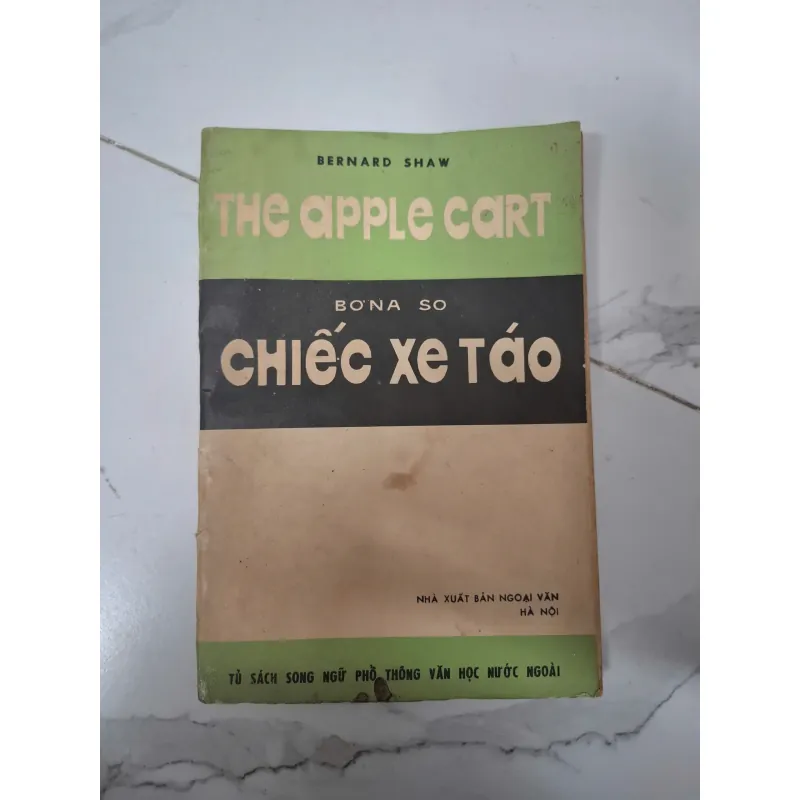 BERNARD SHAW
THE APPLE CART
BƠNA SO
CHIẾC XE TÁO
NHÀ XUẤT BẢN NGOẠI VĂN
HÀ NỘI
TỦ SÁCH SONG NGỮ PHỔ THÔNG VĂN HỌC NƯỚC NGOÀI